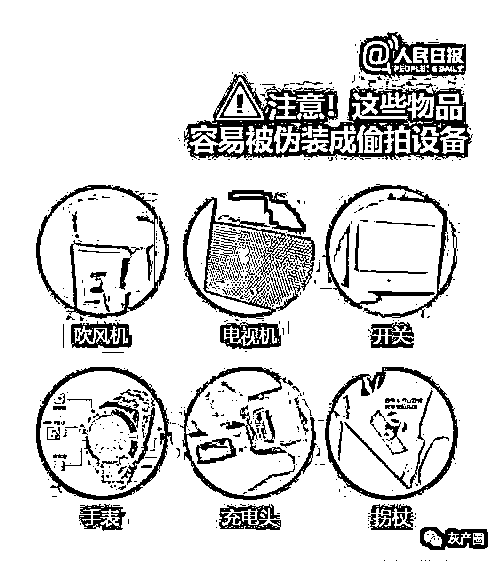 @人民日报
PEOPLE'S DAILY
注意！这些物品
容易被伪装成偷拍设备
吹风机
电视机
开关
手表
充电头
拐杖
灰产圈